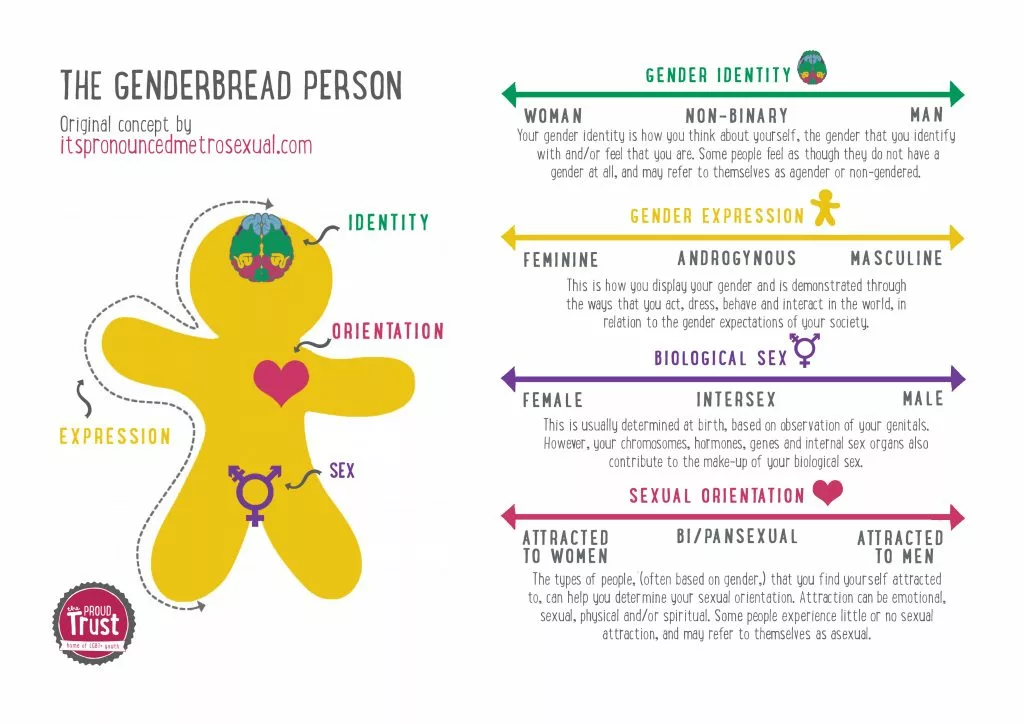 THE GENDERBREAD PERSON
Original concept by
itspronouncedmetrosexual.com
IDENTITY
ORIENTATION
EXPRESSION
SEX
the PROUD
Trust
home of LGBT+ youth
GENDER IDENTITY
WOMAN NON-BINARY MAN
Your gender identity is how you think about yourself, the gender that you identify
with and/or feel that you are. Some people feel as though they do not have a
gender at all, and may refer to themselves as agender or non-gendered.
GENDER EXPRESSION
FEMININE ANDROGYNOUS MASCULINE
This is how you display your gender and is demonstrated through
the ways that you act, dress, behave and interact in the world, in
relation to the gender expectations of your society.
BIOLOGICAL SEX
FEMALE INTERSEX MALE
This is usually determined at birth, based on observation of your genitals.
However, your chromosomes, hormones, genes and internal sex organs also
contribute to the make-up of your biological sex.
SEXUAL ORIENTATION
ATTRACTED BI/PANSEXUAL ATTRACTED
TO WOMEN TO MEN
The types of people, (often based on gender,) that you find yourself attracted
to, can help you determine your sexual orientation. Attraction can be emotional,
sexual, physical and/or spiritual. Some people experience little or no sexual
attraction, and may refer to themselves as asexual.